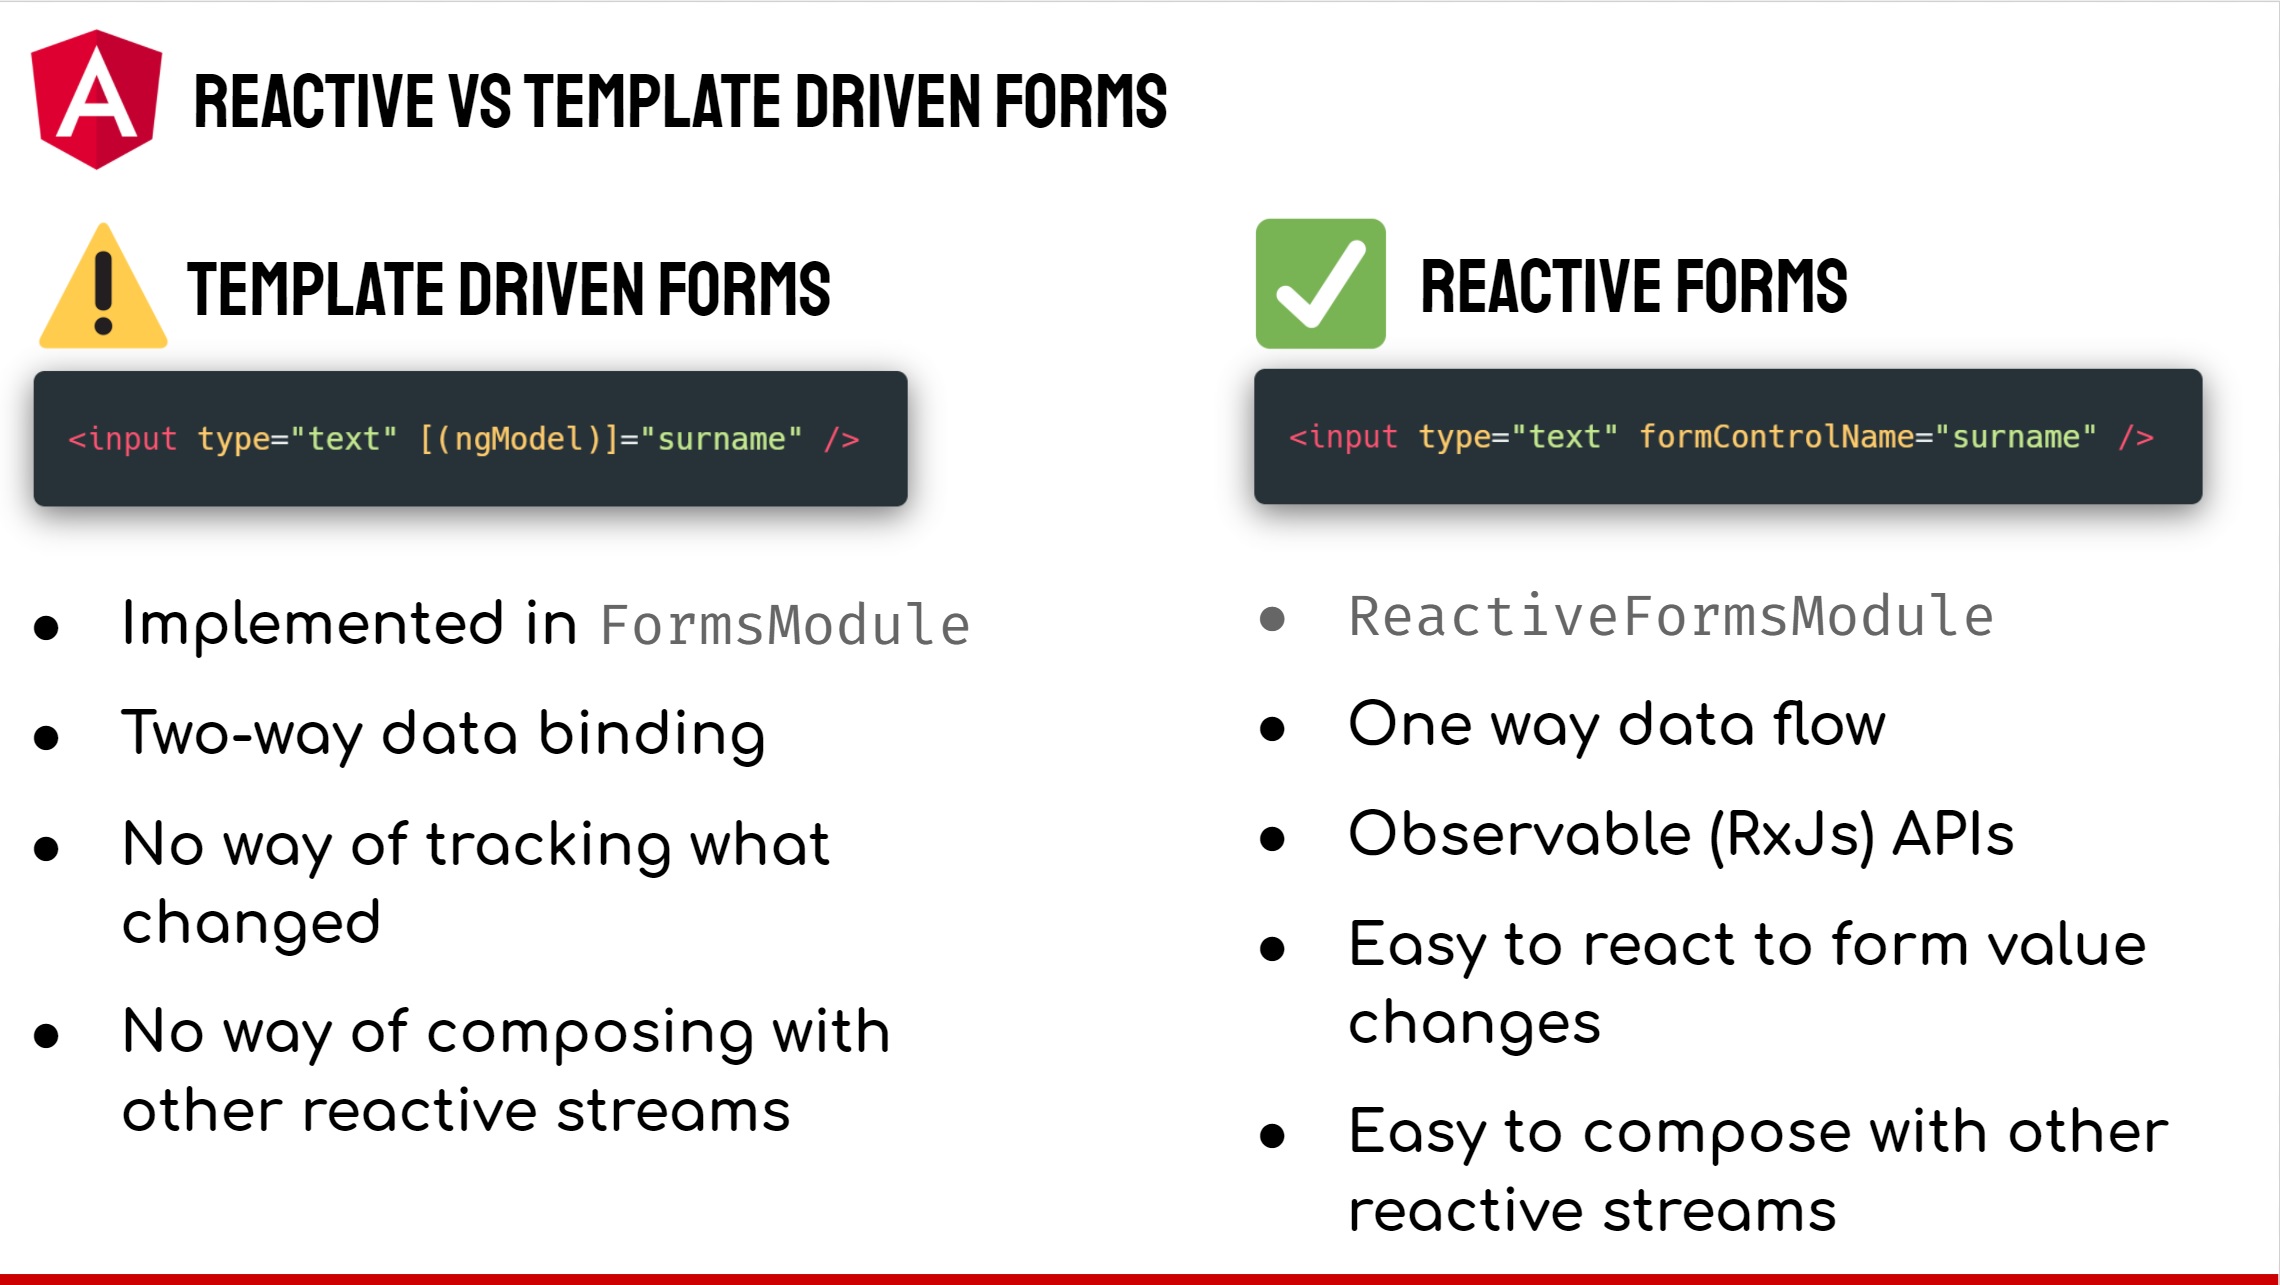 REACTIVE VS TEMPLATE DRIVEN FORMS
TEMPLATE DRIVEN FORMS
<input type="text" [(ngModel)]="surname" />
● Implemented in FormsModule
● Two-way data binding
● No way of tracking what
changed
● No way of composing with
other reactive streams
REACTIVE FORMS
<input type="text" formControlName="surname" />
● ReactiveFormsModule
● One way data flow
● Observable (RxJs) APIs
● Easy to react to form value
changes
● Easy to compose with other
reactive streams